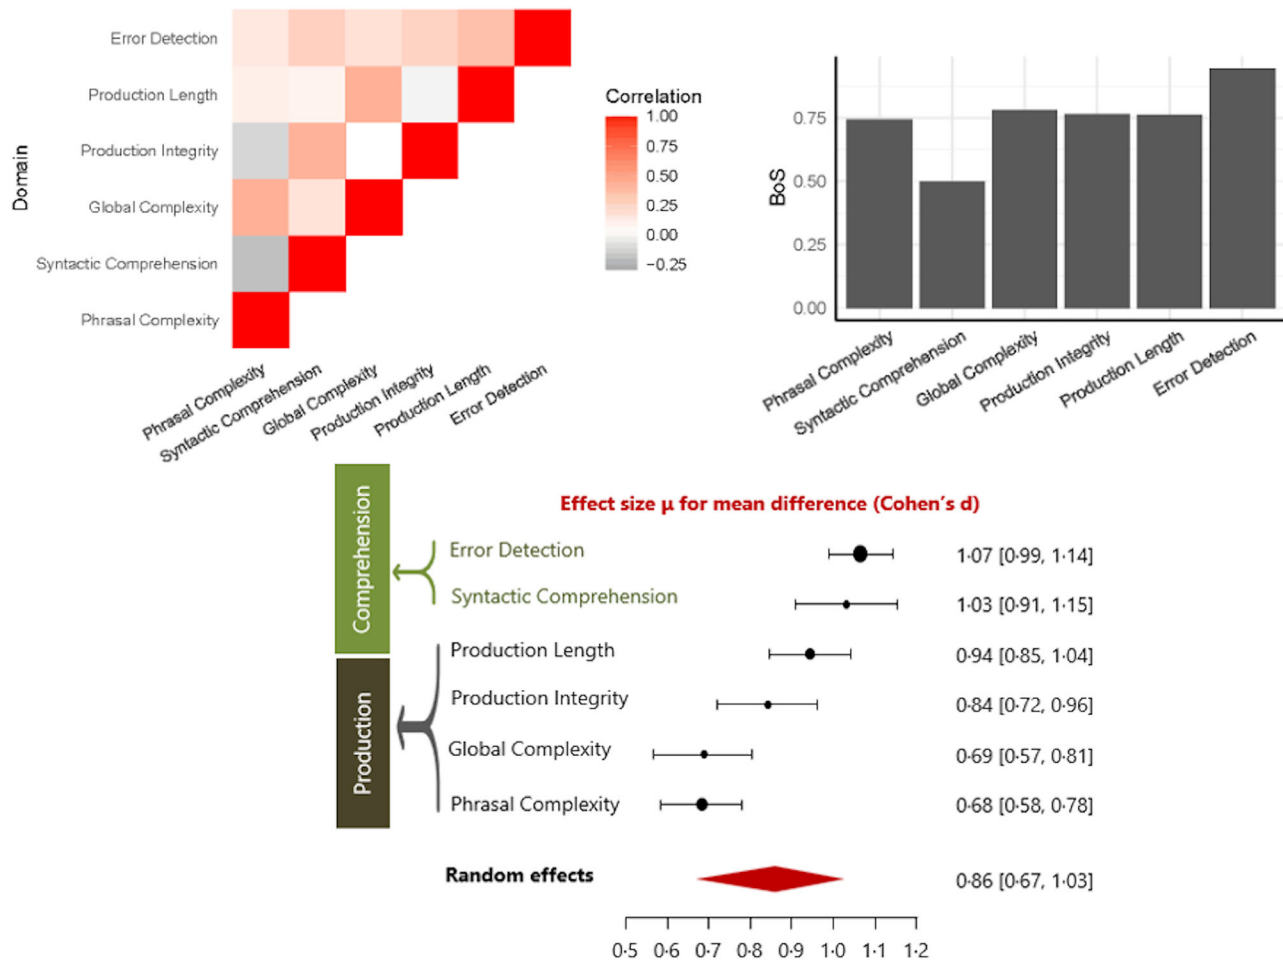 Domain
Error Detection
Production Length
Production Integrity
Global Complexity
Syntactic Comprehension
Phrasal Complexity
Phrasal Complexity
Syntactic Comprehension
Global Complexity
Production Integrity
Production Length
Error Detection
Correlation
1.00
0.75
0.50
0.25
0.00
−0.25
BoS
0.75
0.50
0.25
0.00
Phrasal Complexity
Syntactic Comprehension
Global Complexity
Production Integrity
Production Length
Error Detection
Comprehension
Production
Effect size μ for mean difference (Cohen's d)
Error Detection 1·07 [0·99, 1·14]
Syntactic Comprehension 1·03 [0·91, 1·15]
Production Length 0·94 [0·85, 1·04]
Production Integrity 0·84 [0·72, 0·96]
Global Complexity 0·69 [0·57, 0·81]
Phrasal Complexity 0·68 [0·58, 0·78]
Random effects 0·86 [0·67, 1·03]
0·5 0·6 0·7 0·8 0·9 1·0 1·1 1·2